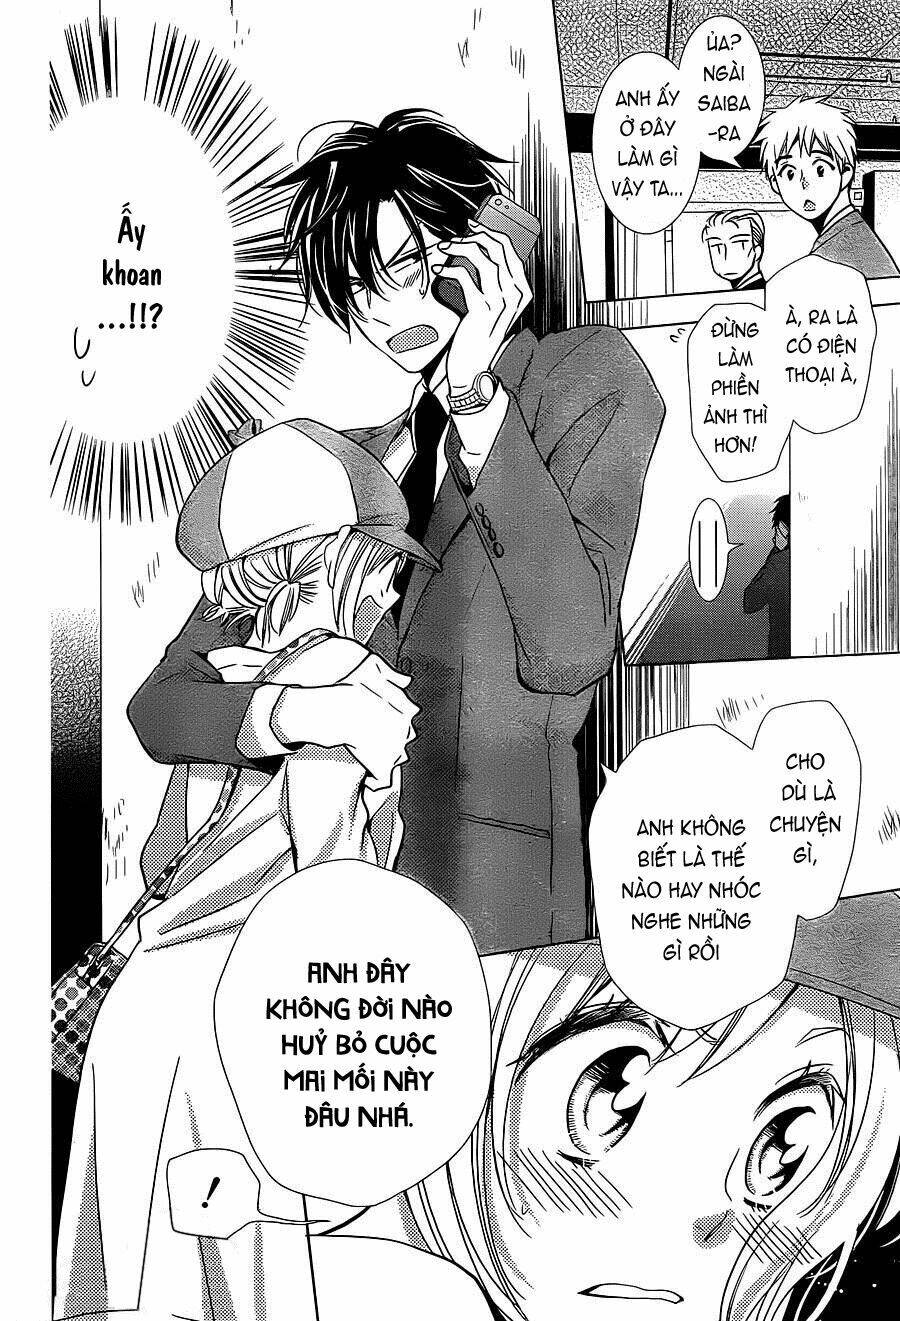 ỦA?
NGÀI
SAIBA
-RA
ANH ẤY
Ở ĐÂY
LÀM GÌ
VẬY TA...
À, RA LÀ
CÓ ĐIỆN
THOẠI À,
ĐỪNG
LÀM
PHIỀN
ẢNH THÌ
HƠN!
Ấy
khoan
...!!?
CHO
DÙ LÀ
CHUYỆN
GÌ,
ANH KHÔNG
BIẾT LÀ THẾ
NÀO HAY NHÓC
NGHE NHỮNG
GÌ RỒI
ANH ĐÂY
KHÔNG ĐỜI NÀO
HUỶ BỎ CUỘC
MAI MỐI NÀY
ĐÂU NHÁ.
!